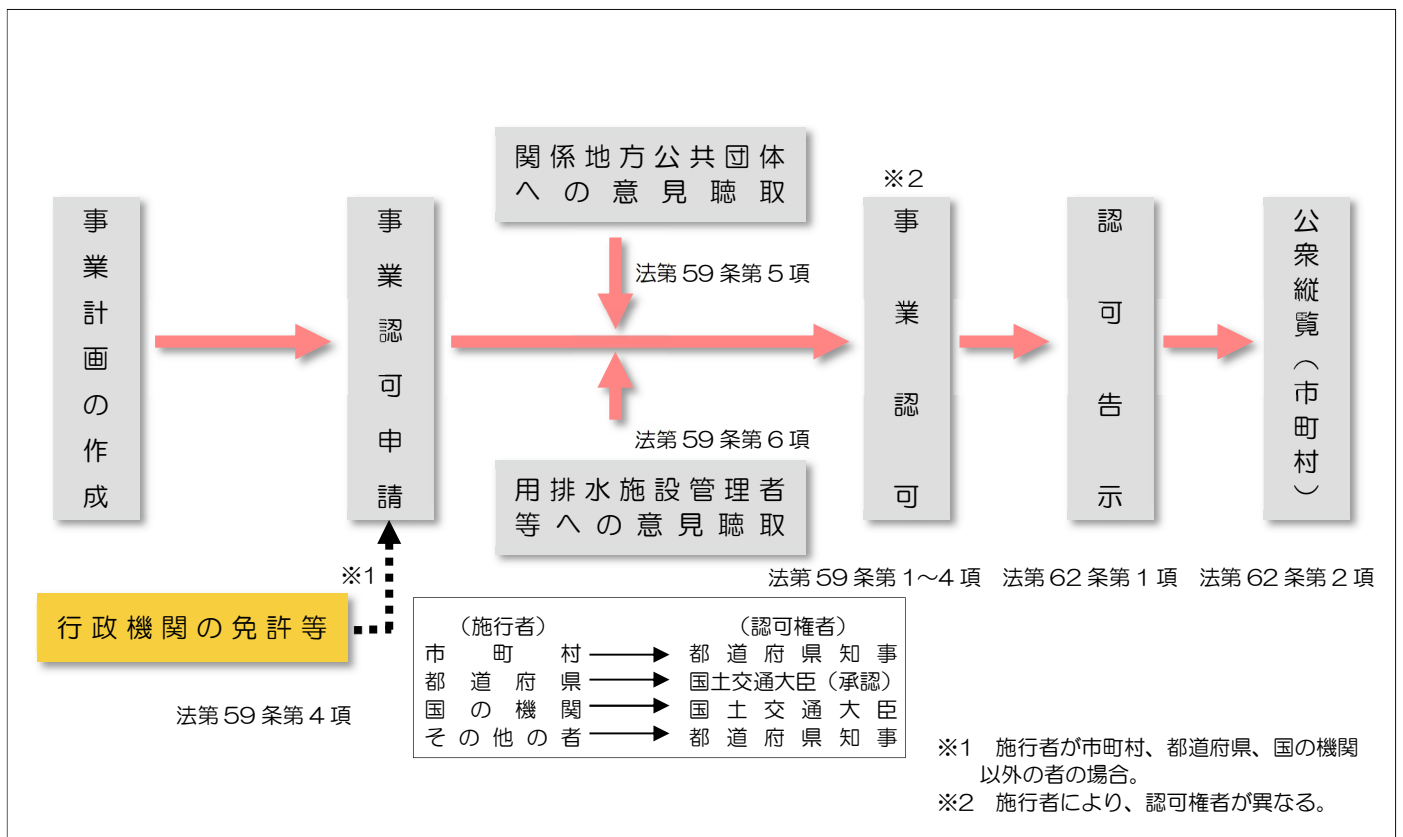 事業計画の作成
事業認可申請
関係地方公共団体
への意見聴取
法第59条第5項
法第59条第6項
用排水施設管理者
等への意見聴取
※2
事業認可
認可告示
公衆縦覧（市町村）
法第59条第1～4項
法第62条第1項
法第62条第2項
※1
行政機関の免許等
法第59条第4項
（施行者） （認可権者）
市町村 都道府県知事
都道府県 国土交通大臣（承認）
国の機関 国土交通大臣
その他の者 都道府県知事
※1 施行者が市町村、都道府県、国の機関
以外の者の場合。
※2 施行者により、認可権者が異なる。